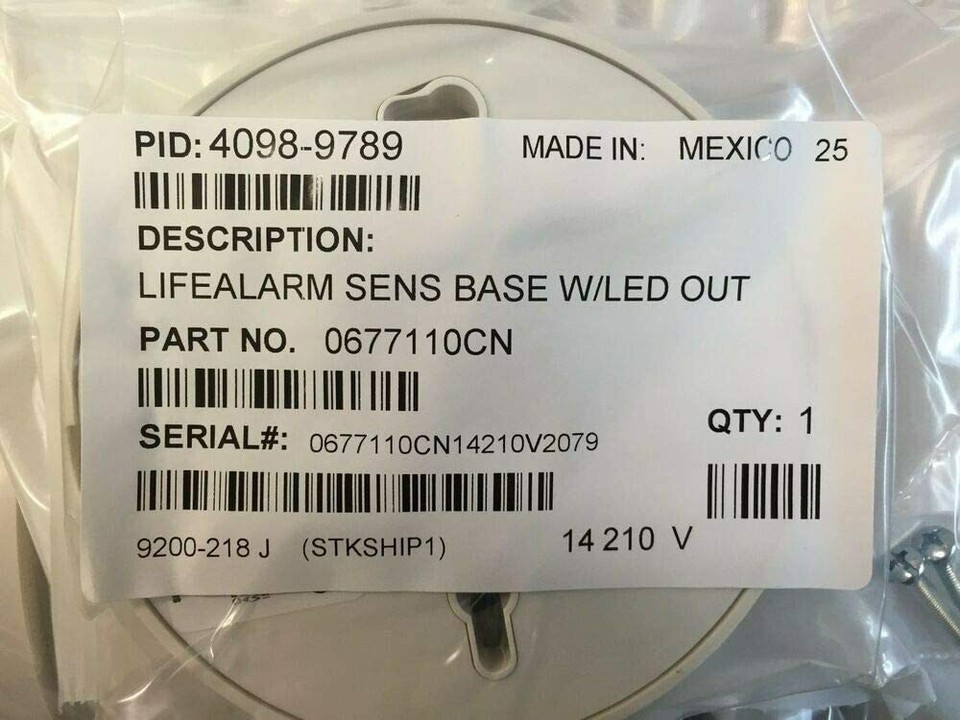 PID: 4098-9789 MADE IN: MEXICO 25
DESCRIPTION:
LIFEALARM SENS BASE W/LED OUT
PART NO. 0677110CN
SERIAL#: 0677110CN14210V2079
QTY: 1
9200-218 J (STKSHIP1) 14 210 V